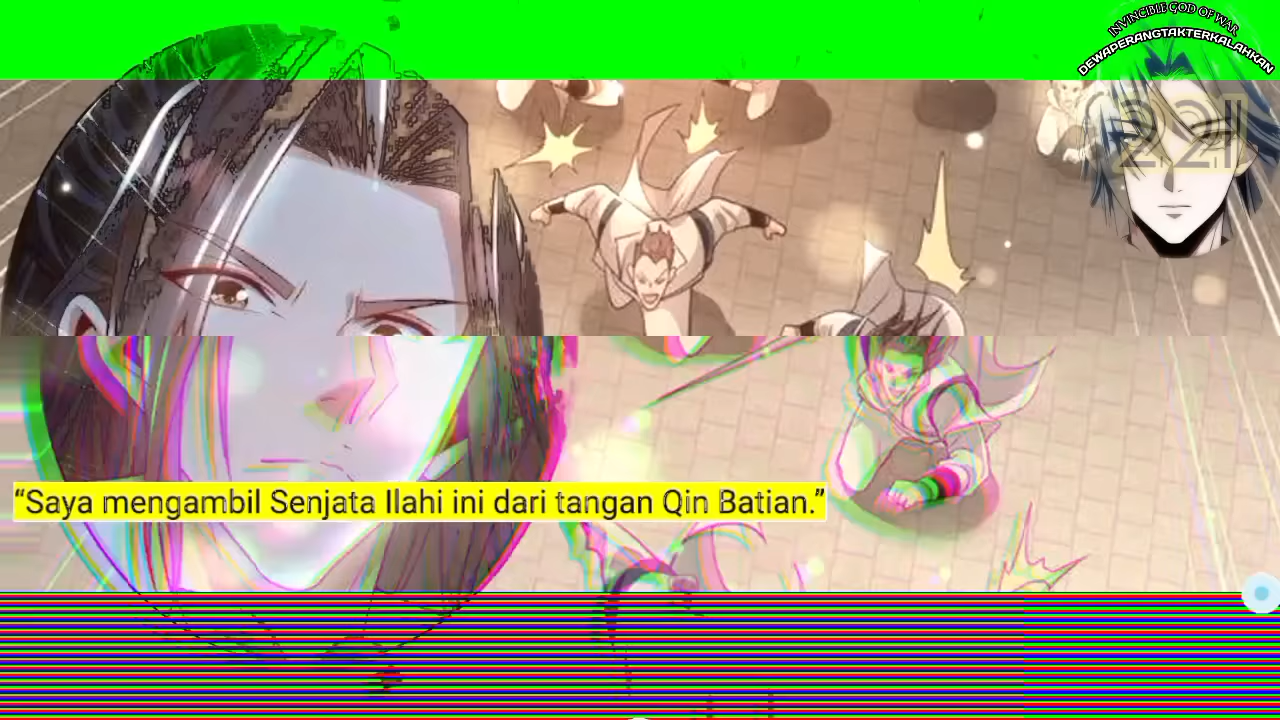 INVINCIBLE GOD OF WAR
DEWAPERANGTAKTERKALAHKAN
221
“Saya mengambil Senjata Ilahi ini dari tangan Qin Batian.”